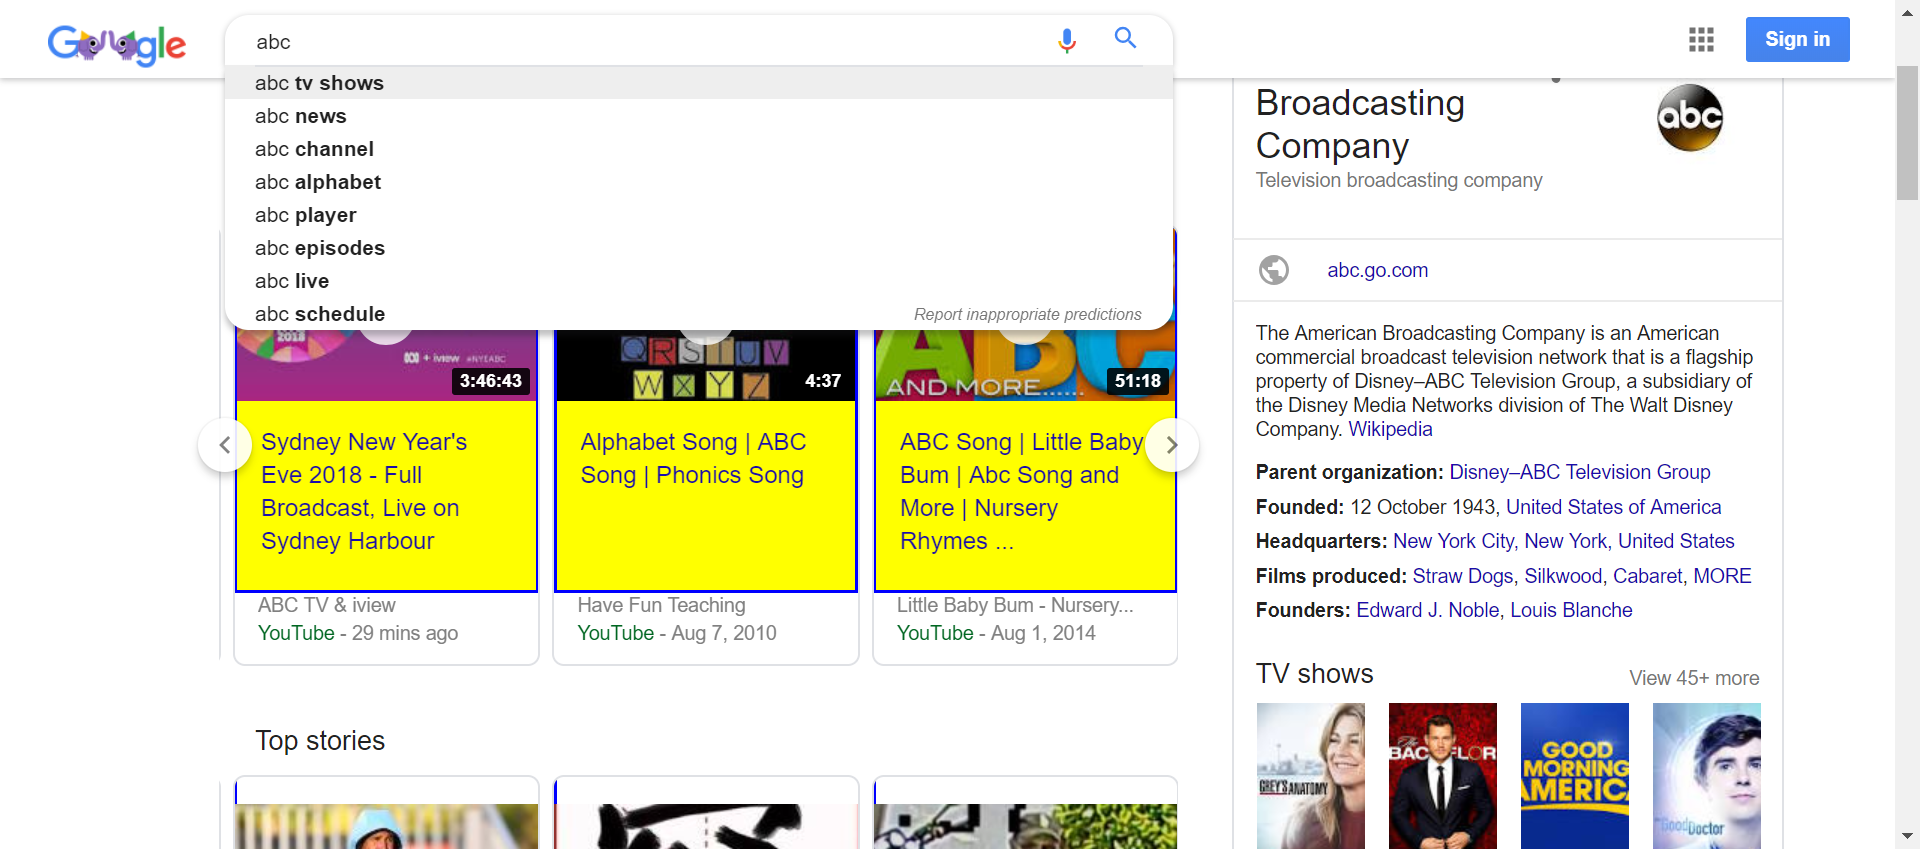 Google
abc
Sign in
abc tv shows
abc news
abc channel
abc alphabet
abc player
abc episodes
abc live
abc schedule
Report inappropriate predictions
2018
+ iview #NYEABC
3:46:43
QRSTUV
WXYZ
4:37
ABC
AND MORE......
51:18
Sydney New Year's
Eve 2018 - Full
Broadcast, Live on
Sydney Harbour
ABC TV & iview
YouTube - 29 mins ago
Alphabet Song | ABC
Song | Phonics Song
Have Fun Teaching
YouTube - Aug 7, 2010
ABC Song | Little Baby
Bum | Abc Song and
More | Nursery
Rhymes ...
Little Baby Bum - Nursery...
YouTube - Aug 1, 2014
Top stories
Broadcasting
Company
abc
Television broadcasting company
abc.go.com
The American Broadcasting Company is an American
commercial broadcast television network that is a flagship
property of Disney–ABC Television Group, a subsidiary of
the Disney Media Networks division of The Walt Disney
Company. Wikipedia
Parent organization: Disney–ABC Television Group
Founded: 12 October 1943, United States of America
Headquarters: New York City, New York, United States
Films produced: Straw Dogs, Silkwood, Cabaret, MORE
Founders: Edward J. Noble, Louis Blanche
TV shows
View 45+ more
GREY'S ANATOMY
The
BACHELOR
GOOD
MORNING
AMERICA
the Good Doctor